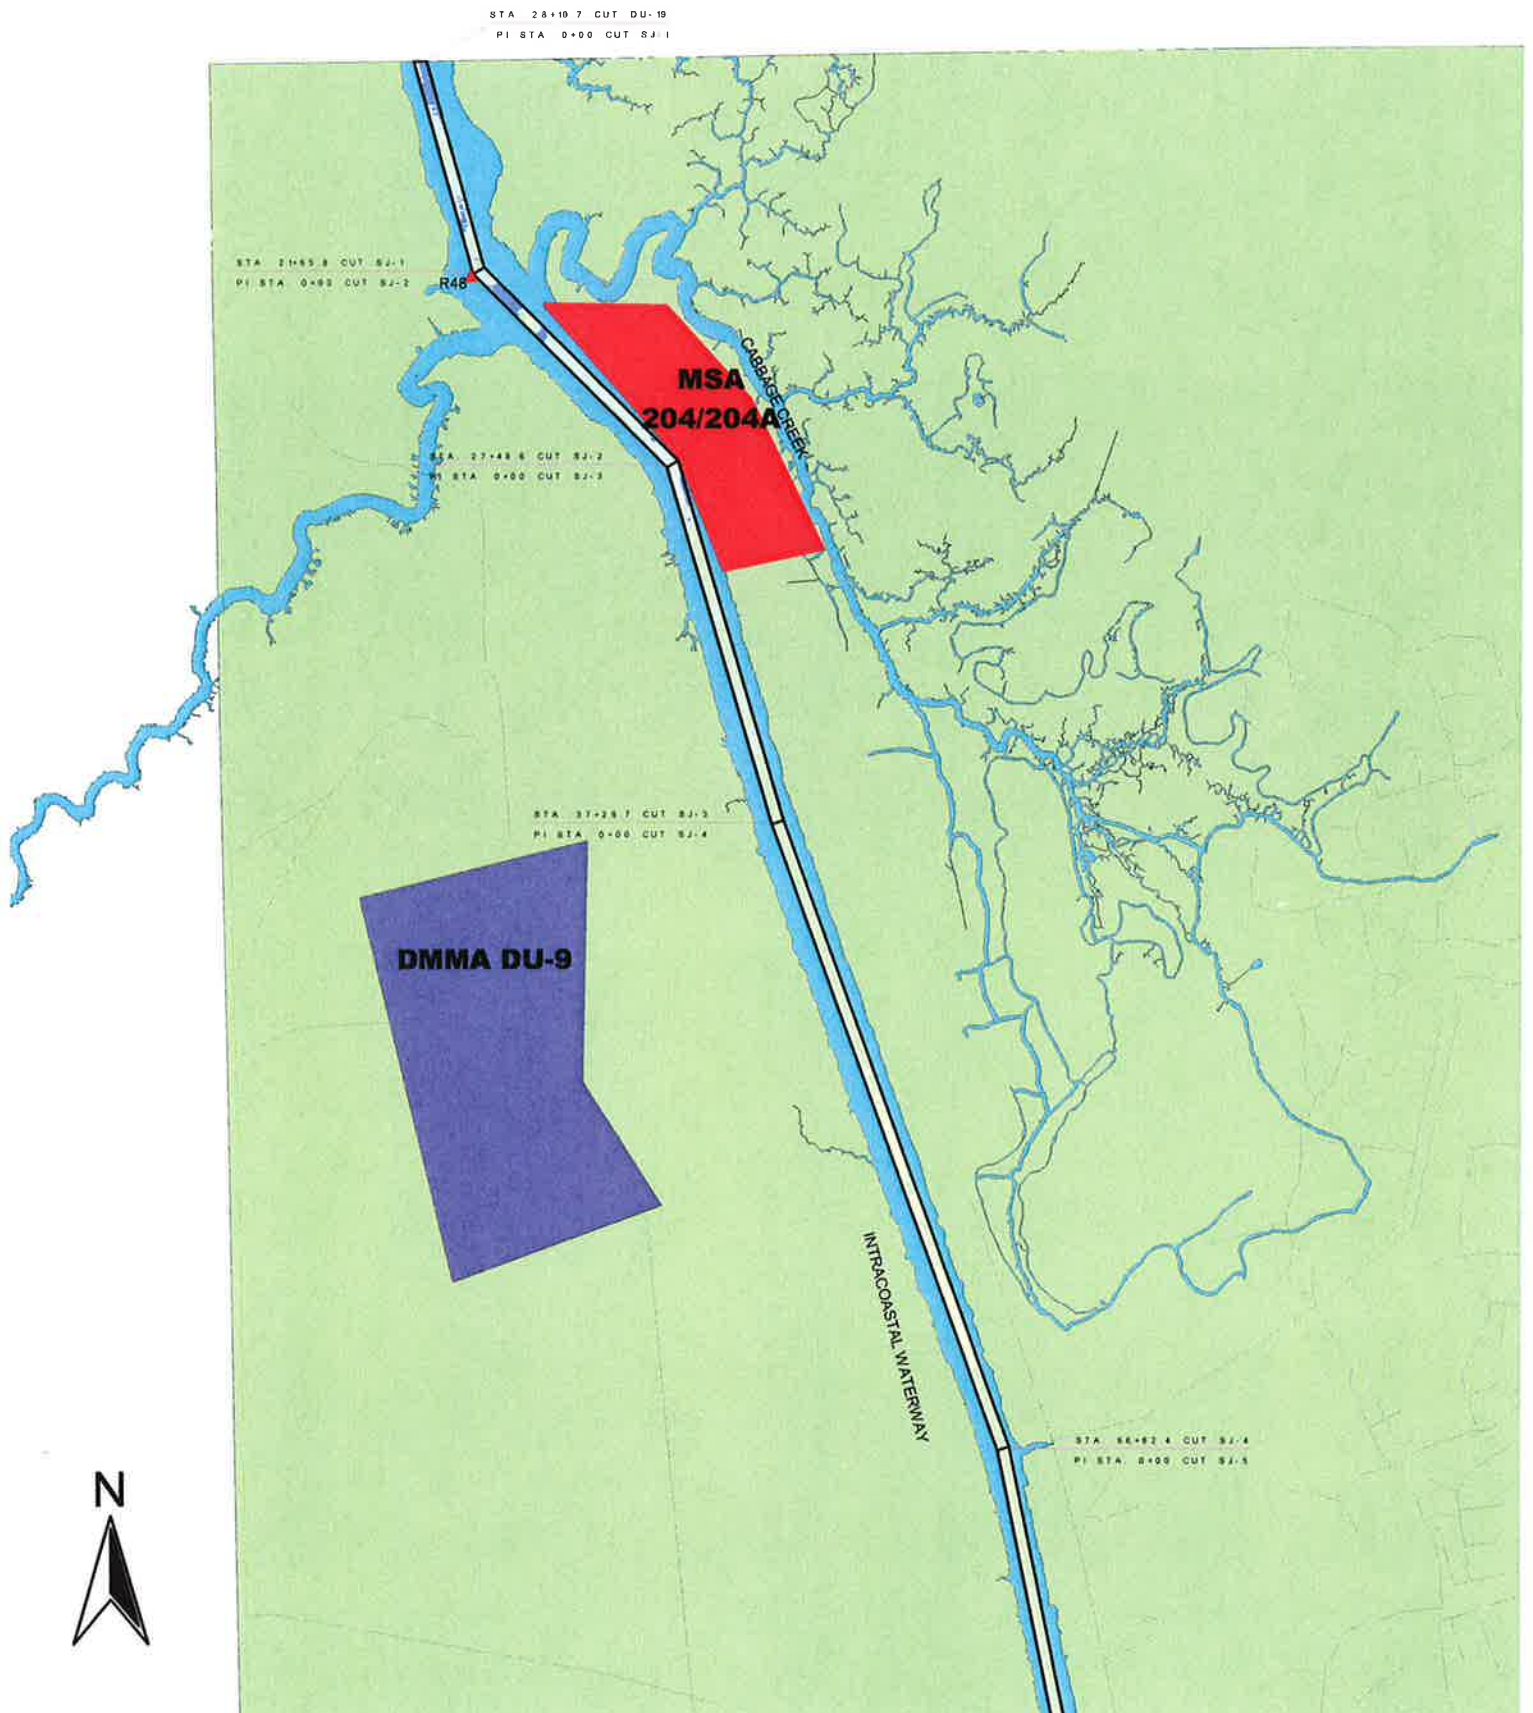 STA 28+10 7 CUT DU-19
PI STA 0+00 CUT SJ-1
STA 21+65.8 CUT SJ-1
PI STA 0+00 CUT SJ-2
R48
MSA
204/204A
CABBAGE CREEK
STA 27+48 6 CUT SJ-2
PI STA 0+00 CUT SJ-3
STA 37+28 7 CUT SJ-3
PI STA 0+00 CUT SJ-4
DMMA DU-9
INTRACOASTAL WATERWAY
STA 66+82 4 CUT SJ-4
PI STA 0+00 CUT SJ-5
N